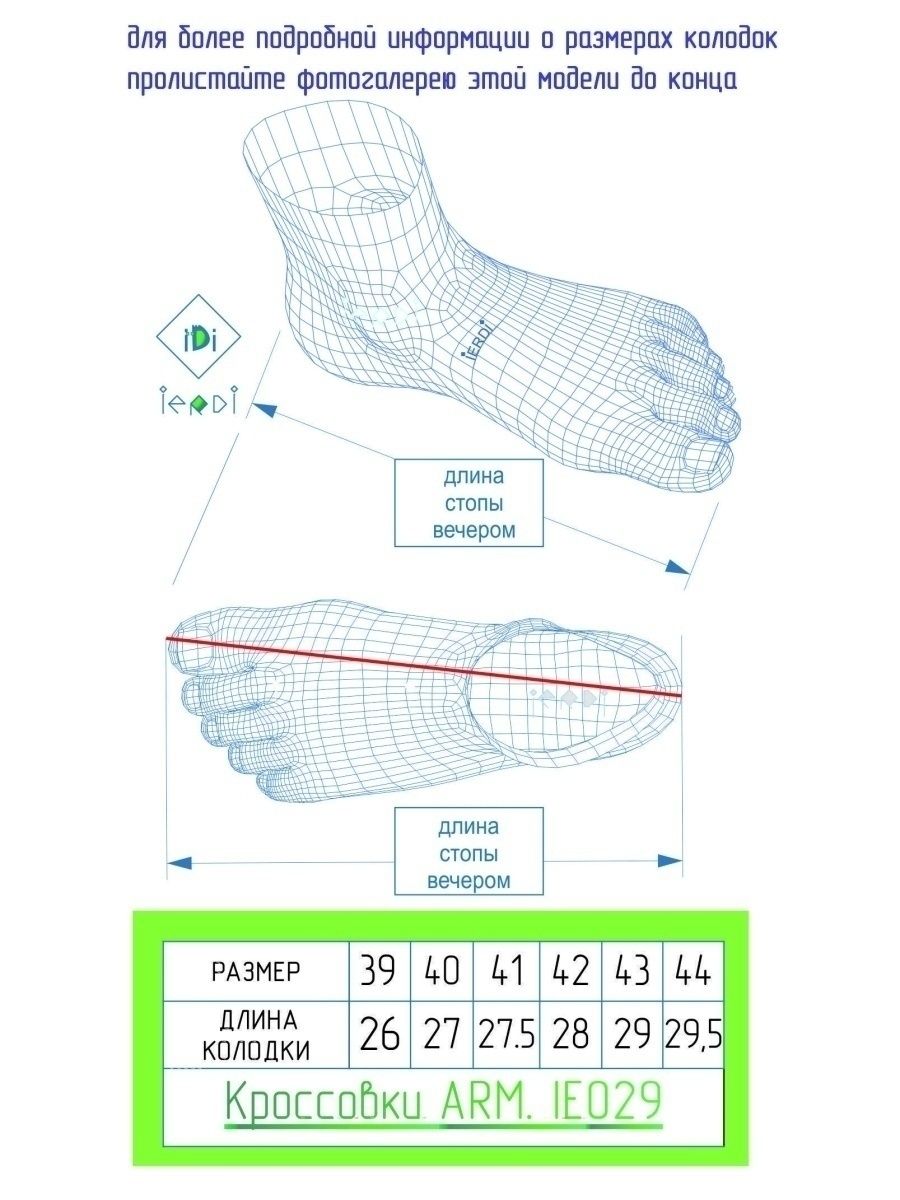 для более подробной информации о размерах колодок
пролистайте фотогалерею этой модели до конца
iERDi
iDi
iERDi
длина
стопы
вечером
iERDi
длина
стопы
вечером
РАЗМЕР 39 40 41 42 43 44
ДЛИНА
КОЛОДКИ 26 27 27.5 28 29 29,5
Кроссовки ARM. IE029